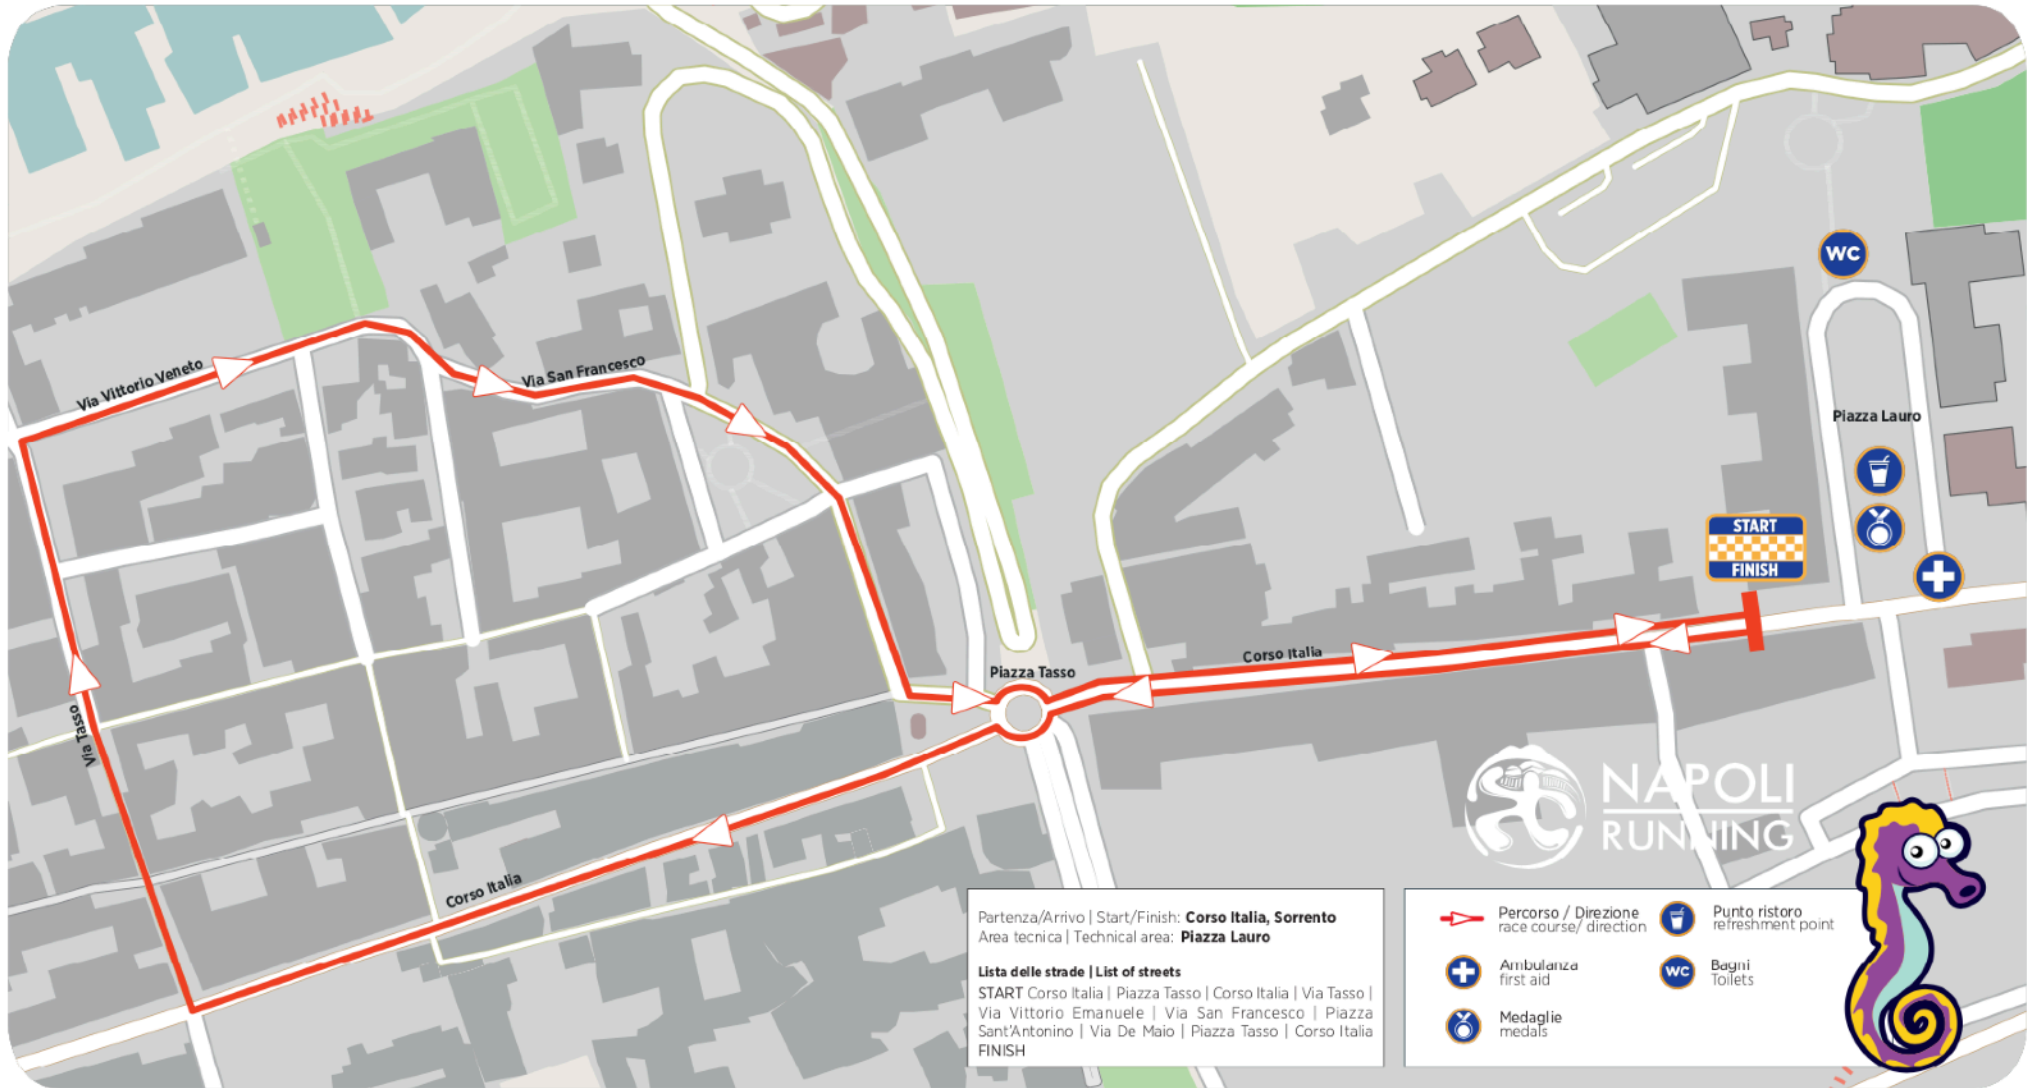 WC
Via Vittorio Veneto
Via San Francesco
Piazza Lauro
START
FINISH
Piazza Tasso
Corso Italia
Via Tasso
Corso Italia
NAPOLI
RUNNING
Partenza/Arrivo | Start/Finish: Corso Italia, Sorrento
Area tecnica | Technical area: Piazza Lauro
Lista delle strade | List of streets
START Corso Italia | Piazza Tasso | Corso Italia | Via Tasso |
Via Vittorio Emanuele | Via San Francesco | Piazza
Sant'Antonino | Via De Maio | Piazza Tasso | Corso Italia
FINISH
Percorso / Direzione
race course/ direction
Punto ristoro
refreshment point
Ambulanza
first aid
WC
Bagni
Toilets
Medaglie
medals